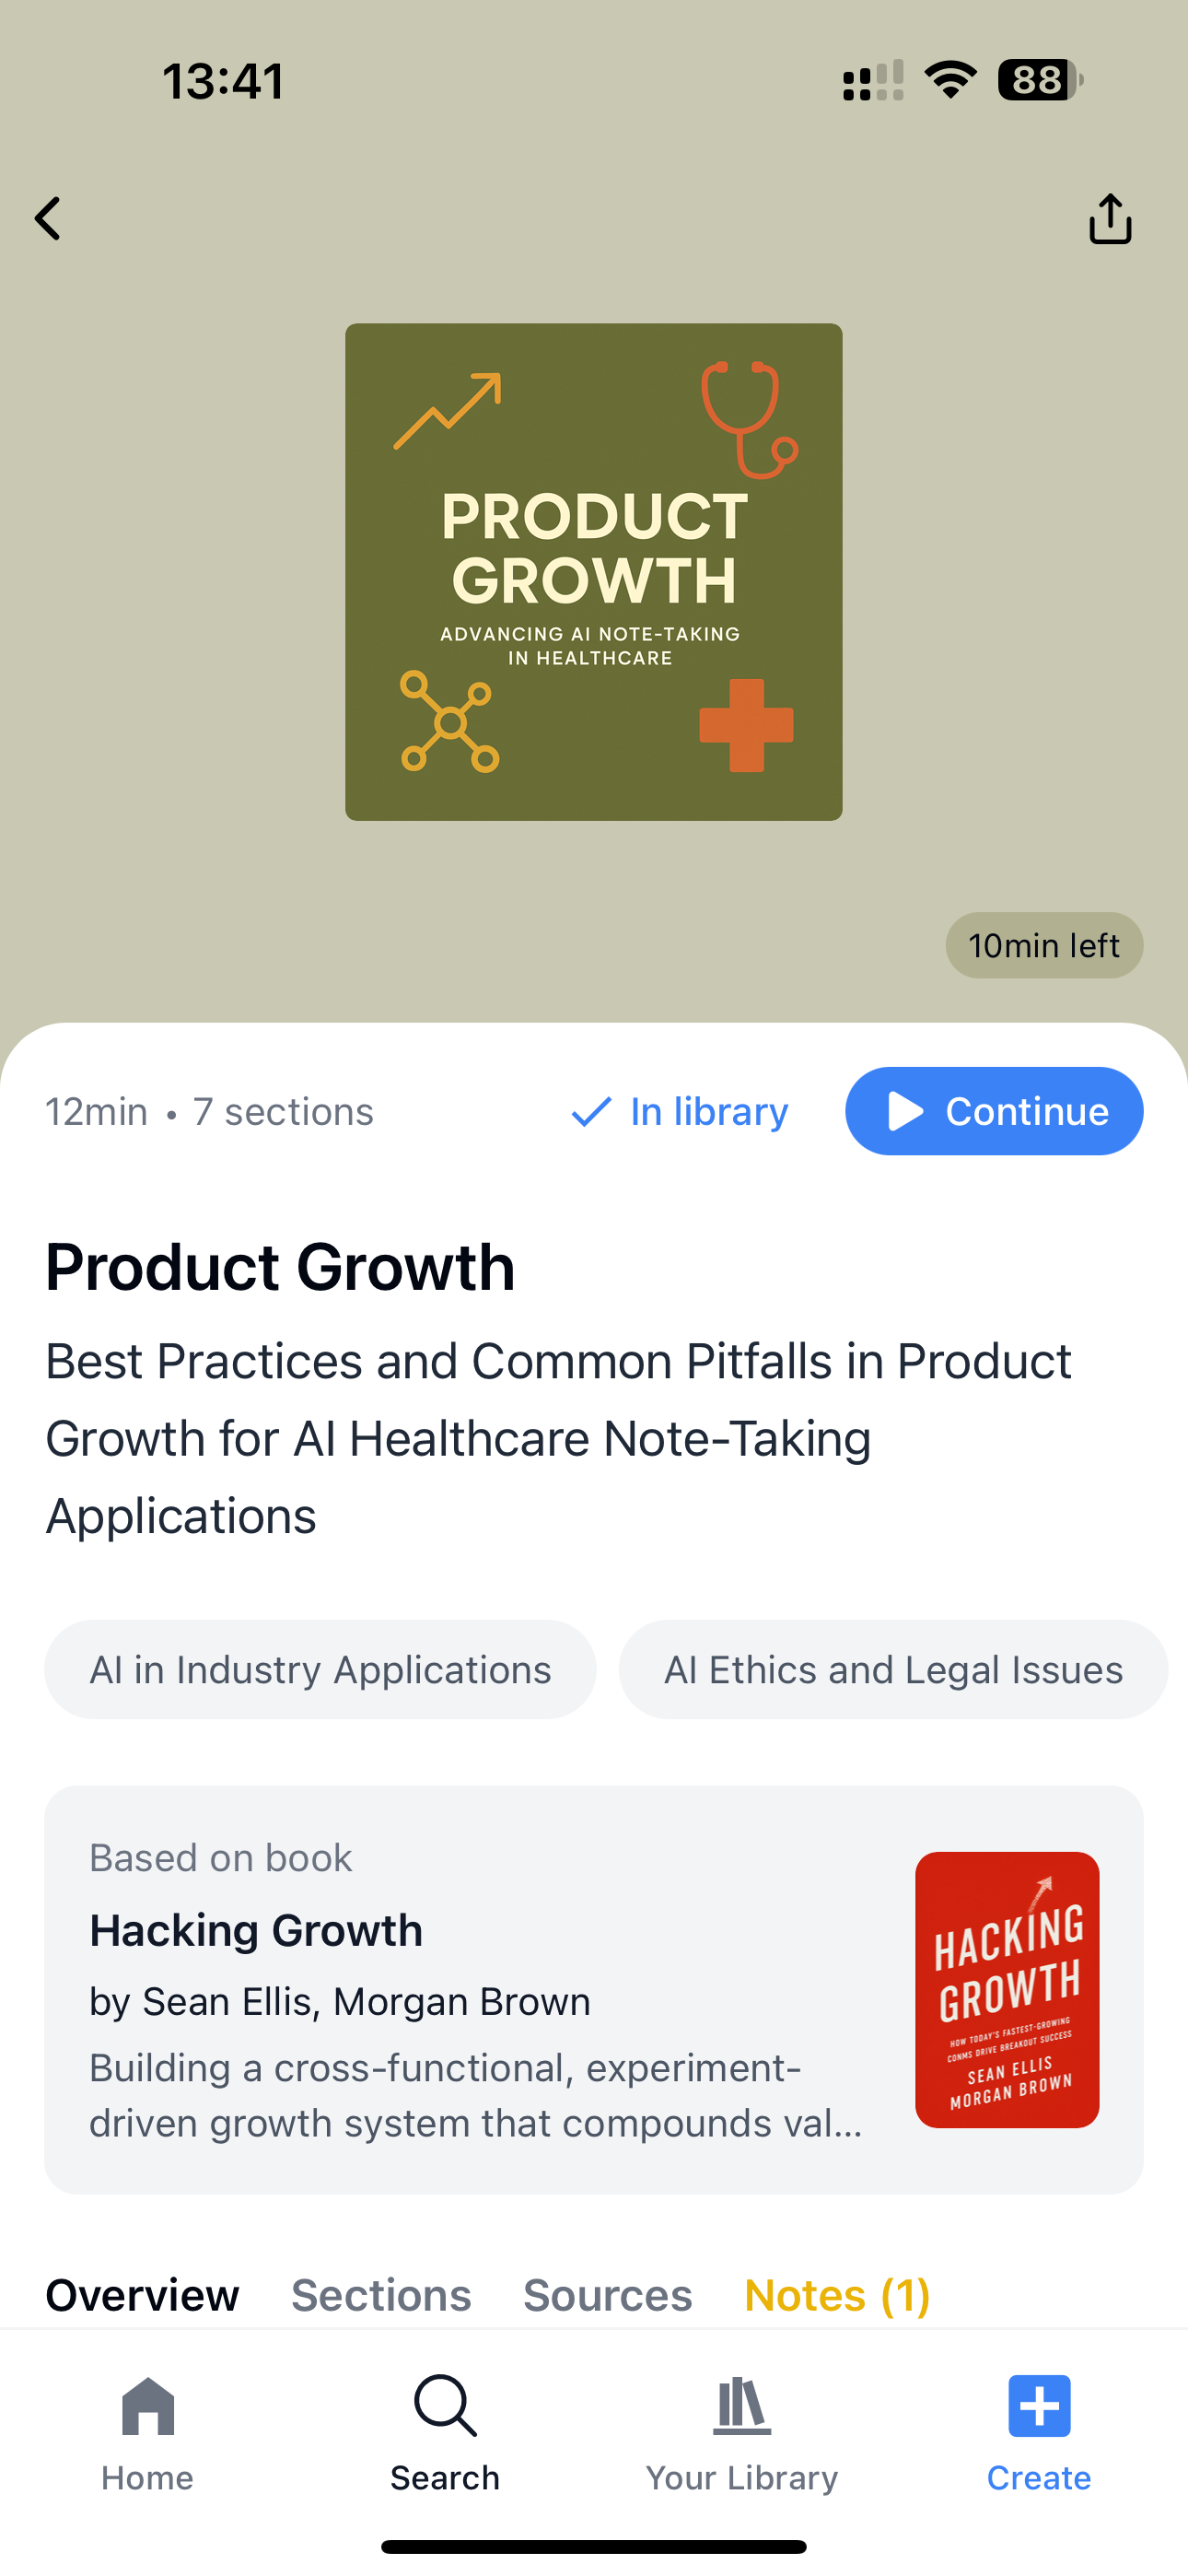 13:41
88
PRODUCT
GROWTH
ADVANCING AI NOTE-TAKING
IN HEALTHCARE
10min left
12min • 7 sections
In library
Continue
Product Growth
Best Practices and Common Pitfalls in Product
Growth for AI Healthcare Note-Taking
Applications
AI in Industry Applications
AI Ethics and Legal Issues
Based on book
Hacking Growth
by Sean Ellis, Morgan Brown
Building a cross-functional, experiment-
driven growth system that compounds val...
HACKING
GROWTH
HOW TODAY'S FASTEST-GROWING
CONMS DRIVE BREAKOUT SUCCESS
SEAN ELLIS
MORGAN BROWN
Overview
Sections
Sources
Notes (1)
Home
Search
Your Library
Create